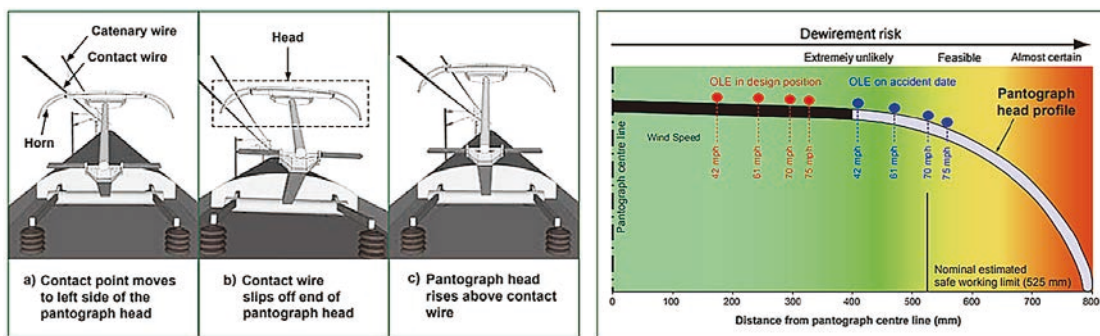 Catenary wire
Contact wire
Horn
a) Contact point moves
to left side of the
pantograph head
Head
b) Contact wire
slips off end of
pantograph head
c) Pantograph head
rises above contact
wire
Dewirement risk
Extremely unlikely Feasible Almost certain
OLE in design position OLE on accident date
Pantograph
head profile
Wind Speed
Pantograph centre line
42 mph
61 mph
70 mph
75 mph
42 mph
61 mph
70 mph
75 mph
Nominal estimated
safe working limit (525 mm)
0 100 200 300 400 500 600 700 800
Distance from pantograph centre line (mm)